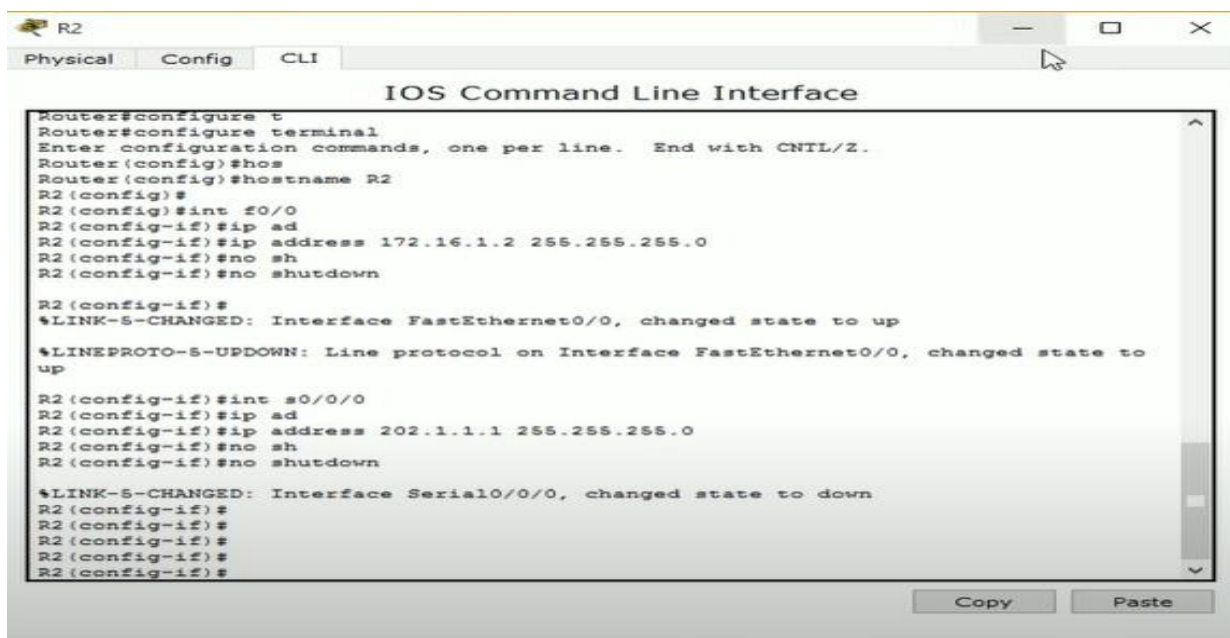 R2
Physical Config CLI
IOS Command Line Interface
Router#configure t
Router#configure terminal
Enter configuration commands, one per line. End with CNTL/Z.
Router(config)#hos
Router(config)#hostname R2
R2(config)#
R2(config)#int f0/0
R2(config-if)#ip ad
R2(config-if)#ip address 172.16.1.2 255.255.255.0
R2(config-if)#no sh
R2(config-if)#no shutdown
R2(config-if)#
%LINK-5-CHANGED: Interface FastEthernet0/0, changed state to up
%LINEPROTO-5-UPDOWN: Line protocol on Interface FastEthernet0/0, changed state to
up
R2(config-if)#int s0/0/0
R2(config-if)#ip ad
R2(config-if)#ip address 202.1.1.1 255.255.255.0
R2(config-if)#no sh
R2(config-if)#no shutdown
%LINK-5-CHANGED: Interface Serial0/0/0, changed state to down
R2(config-if)#
R2(config-if)#
R2(config-if)#
R2(config-if)#
R2(config-if)#
Copy Paste